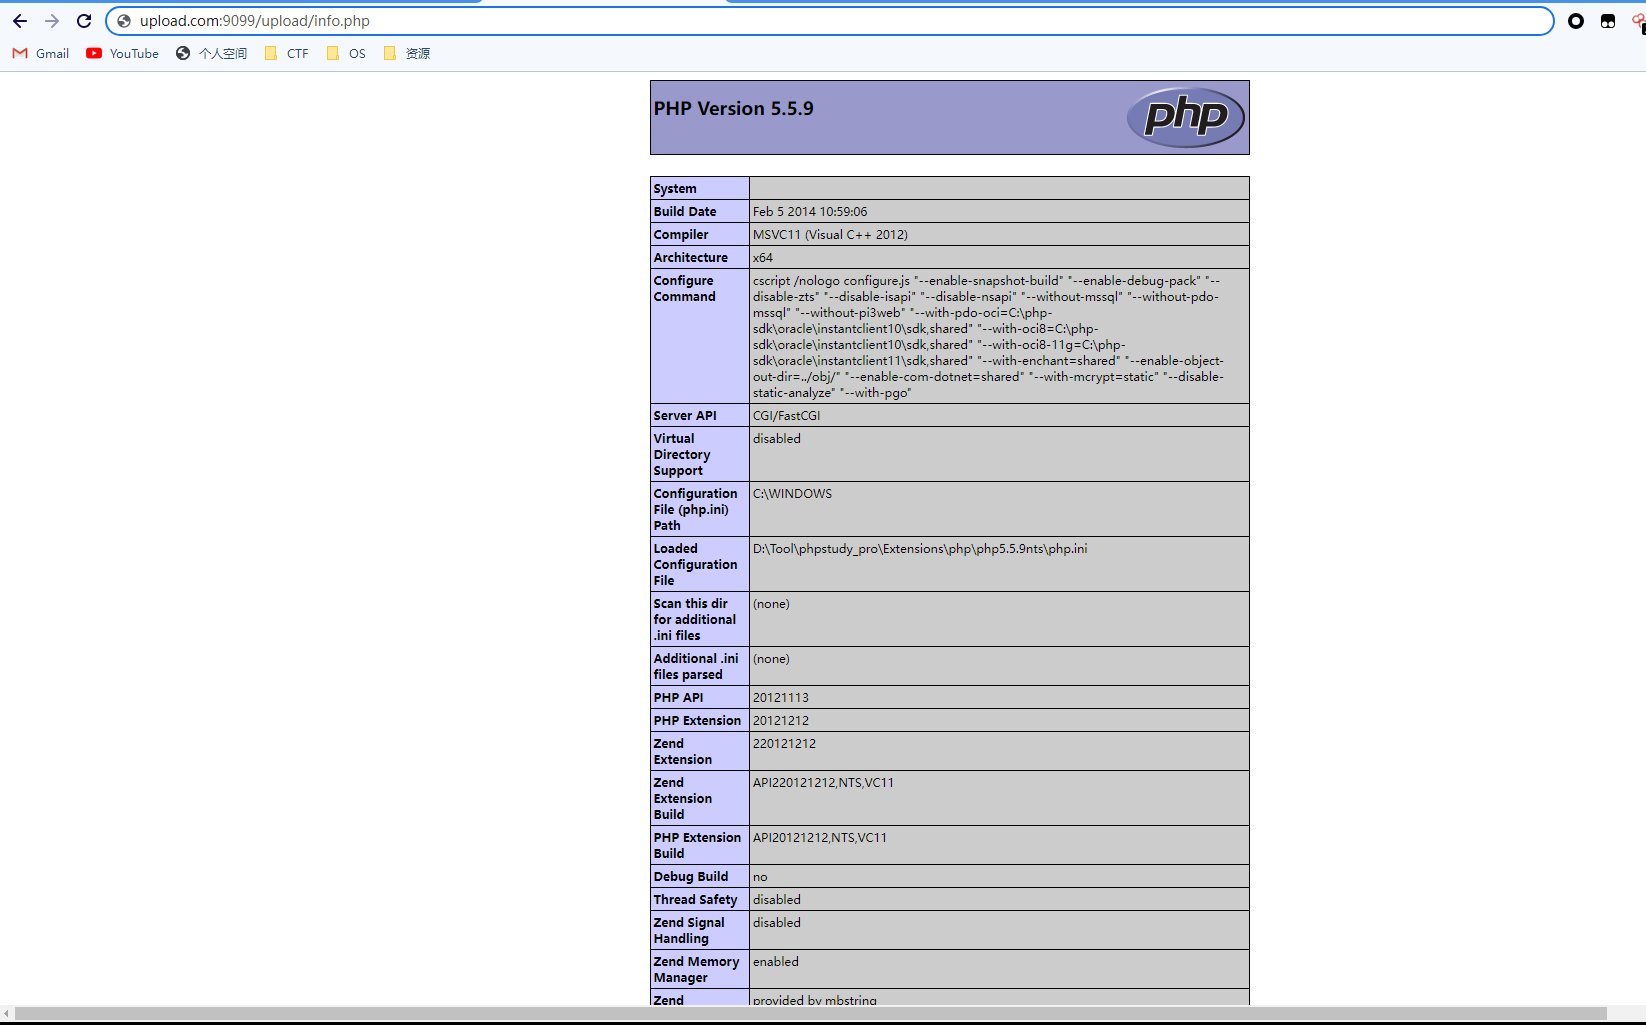 upload.com:9099/upload/info.php
Gmail YouTube 个人空间 CTF OS 资源
PHP Version 5.5.9
php
System
Build Date Feb 5 2014 10:59:06
Compiler MSVC11 (Visual C++ 2012)
Architecture x64
Configure Command cscript /nologo configure.js "--enable-snapshot-build" "--enable-debug-pack" "--
disable-zts" "--disable-isapi" "--disable-nsapi" "--without-mssql" "--without-pdo-
mssql" "--without-pi3web" "--with-pdo-oci=C:\php-
sdk\oracle\instantclient10\sdk,shared" "--with-oci8=C:\php-
sdk\oracle\instantclient10\sdk,shared" "--with-oci8-11g=C:\php-
sdk\oracle\instantclient11\sdk,shared" "--with-enchant=shared" "--enable-object-
out-dir=../obj/" "--enable-com-dotnet=shared" "--with-mcrypt=static" "--disable-
static-analyze" "--with-pgo"
Server API CGI/FastCGI
Virtual disabled
Directory
Support
Configuration C:\WINDOWS
File (php.ini)
Path
Loaded D:\Tool\phpstudy_pro\Extensions\php\php5.5.9nts\php.ini
Configuration
File
Scan this dir (none)
for additional
.ini files
Additional .ini (none)
files parsed
PHP API 20121113
PHP Extension 20121212
Zend 220121212
Extension
Zend API220121212,NTS,VC11
Extension
Build
PHP Extension API20121212,NTS,VC11
Build
Debug Build no
Thread Safety disabled
Zend Signal disabled
Handling
Zend Memory enabled
Manager
Zend provided by mbstring